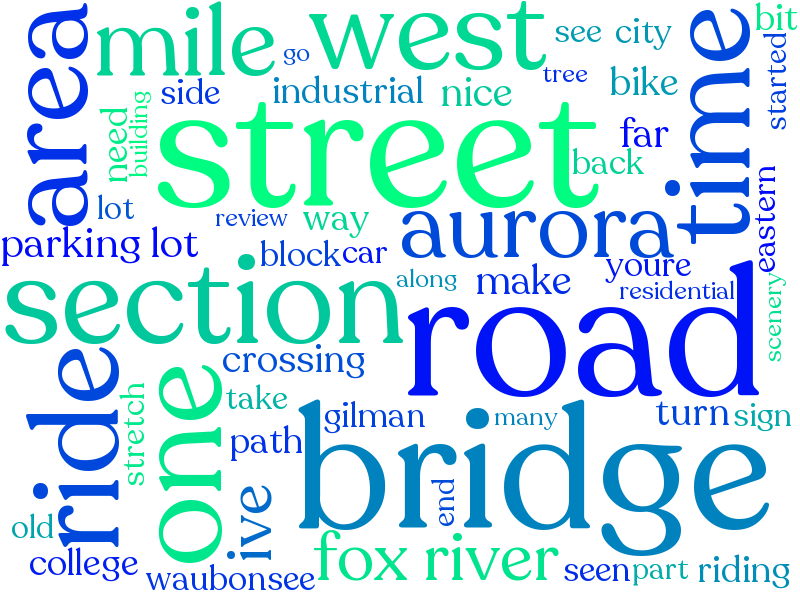 area
mile
go
west
see
city
bit
time
started
tree
side
industrial
nice
bike
need
building
street
far
back
lot
review
way
aurora
eastern
parking lot
block
car
along
make
youre
residential
scenery
section
road
ride
one
crossing
stretch
take
gilman
many
turn
sign
path
bridge
end
ive
old
college
waubonsee
fox river
seen
part
riding